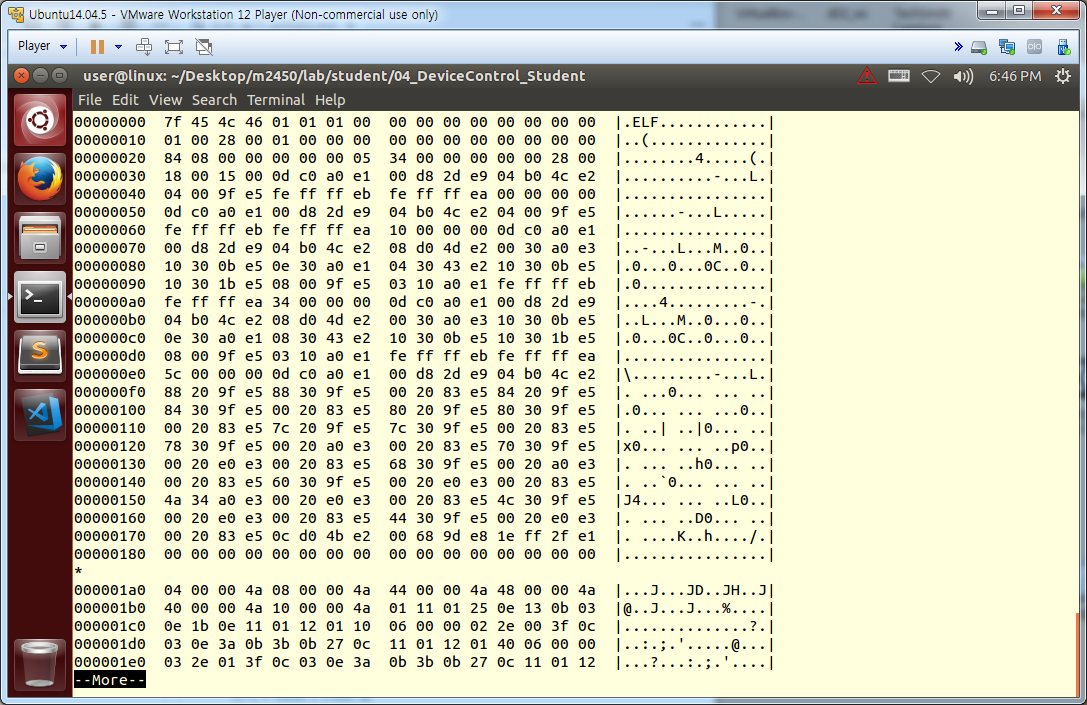 Ubuntu14.04.5 - VMware Workstation 12 Player (Non-commercial use only)
Player
user@linux: ~/Desktop/m2450/lab/student/04_DeviceControl_Student
6:46 PM
File Edit View Search Terminal Help
00000000  7f 45 4c 46 01 01 01 00  00 00 00 00 00 00 00 00  |.ELF............|
00000010  01 00 28 00 01 00 00 00  00 00 00 00 00 00 00 00  |..(.............|
00000020  84 08 00 00 00 00 00 05  34 00 00 00 00 00 28 00  |........4.....(.|
00000030  18 00 15 00 0d c0 a0 e1  00 d8 2d e9 04 b0 4c e2  |..........-...L.|
00000040  04 00 9f e5 fe ff ff eb  fe ff ff ea 00 00 00 00  |................|
00000050  0d c0 a0 e1 00 d8 2d e9  04 b0 4c e2 04 00 9f e5  |......-...L.....|
00000060  fe ff ff eb fe ff ff ea  10 00 00 00 0d c0 a0 e1  |................|
00000070  00 d8 2d e9 04 b0 4c e2  08 d0 4d e2 00 30 a0 e3  |..-...L...M..0..|
00000080  10 30 0b e5 0e 30 a0 e1  04 30 43 e2 10 30 0b e5  |.0...0...0C..0..|
00000090  10 30 1b e5 08 00 9f e5  03 10 a0 e1 fe ff ff eb  |.0..............|
000000a0  fe ff ff ea 34 00 00 00  0d c0 a0 e1 00 d8 2d e9  |....4.........-.|
000000b0  04 b0 4c e2 08 d0 4d e2  00 30 a0 e3 10 30 0b e5  |..L...M..0...0..|
000000c0  0e 30 a0 e1 08 30 43 e2  10 30 0b e5 10 30 1b e5  |.0...0C..0...0..|
000000d0  08 00 9f e5 03 10 a0 e1  fe ff ff eb fe ff ff ea  |................|
000000e0  5c 00 00 00 0d c0 a0 e1  00 d8 2d e9 04 b0 4c e2  |\.........-...L.|
000000f0  88 20 9f e5 88 30 9f e5  00 20 83 e5 84 20 9f e5  |. ...0... ... ..|
00000100  84 30 9f e5 00 20 83 e5  80 20 9f e5 80 30 9f e5  |.0... ... ...0..|
00000110  00 20 83 e5 7c 20 9f e5  7c 30 9f e5 00 20 83 e5  |. ..| ..|0... ..|
00000120  78 30 9f e5 00 20 a0 e3  00 20 83 e5 70 30 9f e5  |x0... ... ..p0..|
00000130  00 20 e0 e3 00 20 83 e5  68 30 9f e5 00 20 a0 e3  |. ... ..h0... ..|
00000140  00 20 83 e5 60 30 9f e5  00 20 e0 e3 00 20 83 e5  |. ..`0... ... ..|
00000150  4a 34 a0 e3 00 20 e0 e3  00 20 83 e5 4c 30 9f e5  |J4... ... ..L0..|
00000160  00 20 e0 e3 00 20 83 e5  44 30 9f e5 00 20 e0 e3  |. ... ..D0... ..|
00000170  00 20 83 e5 0c d0 4b e2  00 68 9d e8 1e ff 2f e1  |. ....K..h..../.|
00000180  00 00 00 00 00 00 00 00  00 00 00 00 00 00 00 00  |................|
*
000001a0  04 00 00 4a 08 00 00 4a  44 00 00 4a 48 00 00 4a  |...J...JD..JH..J|
000001b0  40 00 00 4a 10 00 00 4a  01 11 01 25 0e 13 0b 03  |@..J...J...%....|
000001c0  0e 1b 0e 11 01 12 01 10  06 00 00 02 2e 00 3f 0c  |..............?.|
000001d0  03 0e 3a 0b 3b 0b 27 0c  11 01 12 01 40 06 00 00  |..:.;.'.....@...|
000001e0  03 2e 01 3f 0c 03 0e 3a  0b 3b 0b 27 0c 11 01 12  |...?...:.;.'....|
--More--